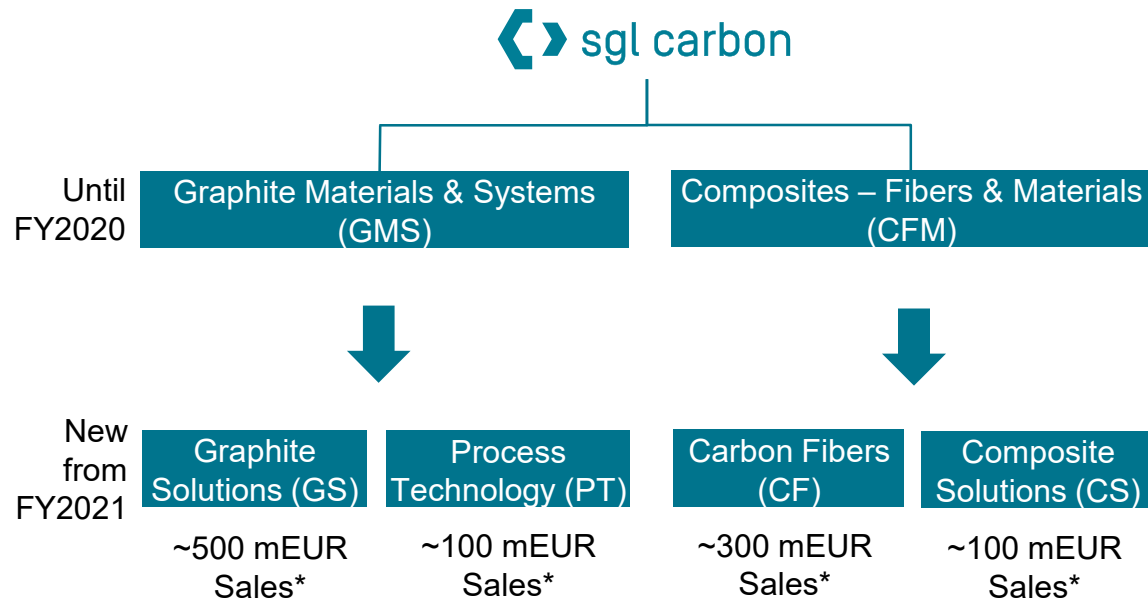 sgl carbon
Until
FY2020
Graphite Materials & Systems
(GMS)
Composites – Fibers & Materials
(CFM)
New
from
FY2021
Graphite
Solutions (GS)
Process
Technology (PT)
Carbon Fibers
(CF)
Composite
Solutions (CS)
~500 mEUR
Sales*
~100 mEUR
Sales*
~300 mEUR
Sales*
~100 mEUR
Sales*